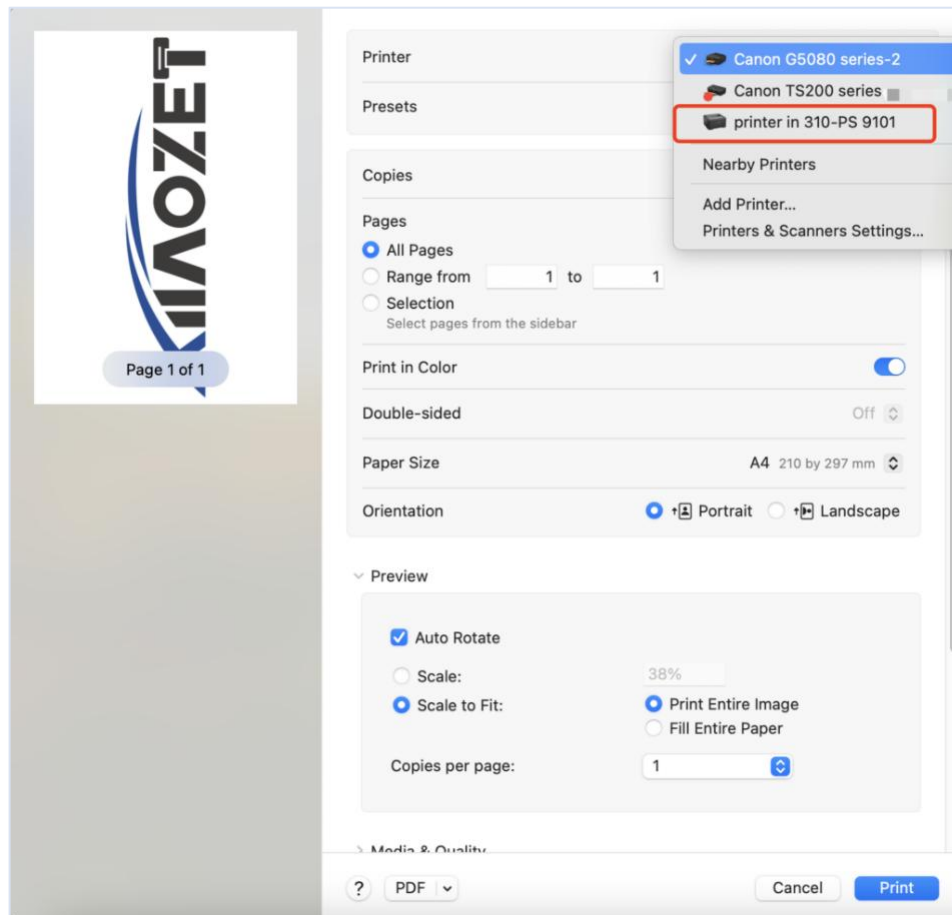 Printer
Canon G5080 series-2
Canon TS200 series
printer in 310-PS 9101
Nearby Printers
Add Printer...
Printers & Scanners Settings...
Presets
Copies
Pages
All Pages
Range from 1 to 1
Selection
Select pages from the sidebar
Page 1 of 1
Print in Color
Double-sided Off
Paper Size A4 210 by 297 mm
Orientation Portrait Landscape
Preview
Auto Rotate
Scale: 38%
Scale to Fit: Print Entire Image
Fill Entire Paper
Copies per page: 1
Media & Quality
? PDF Cancel Print